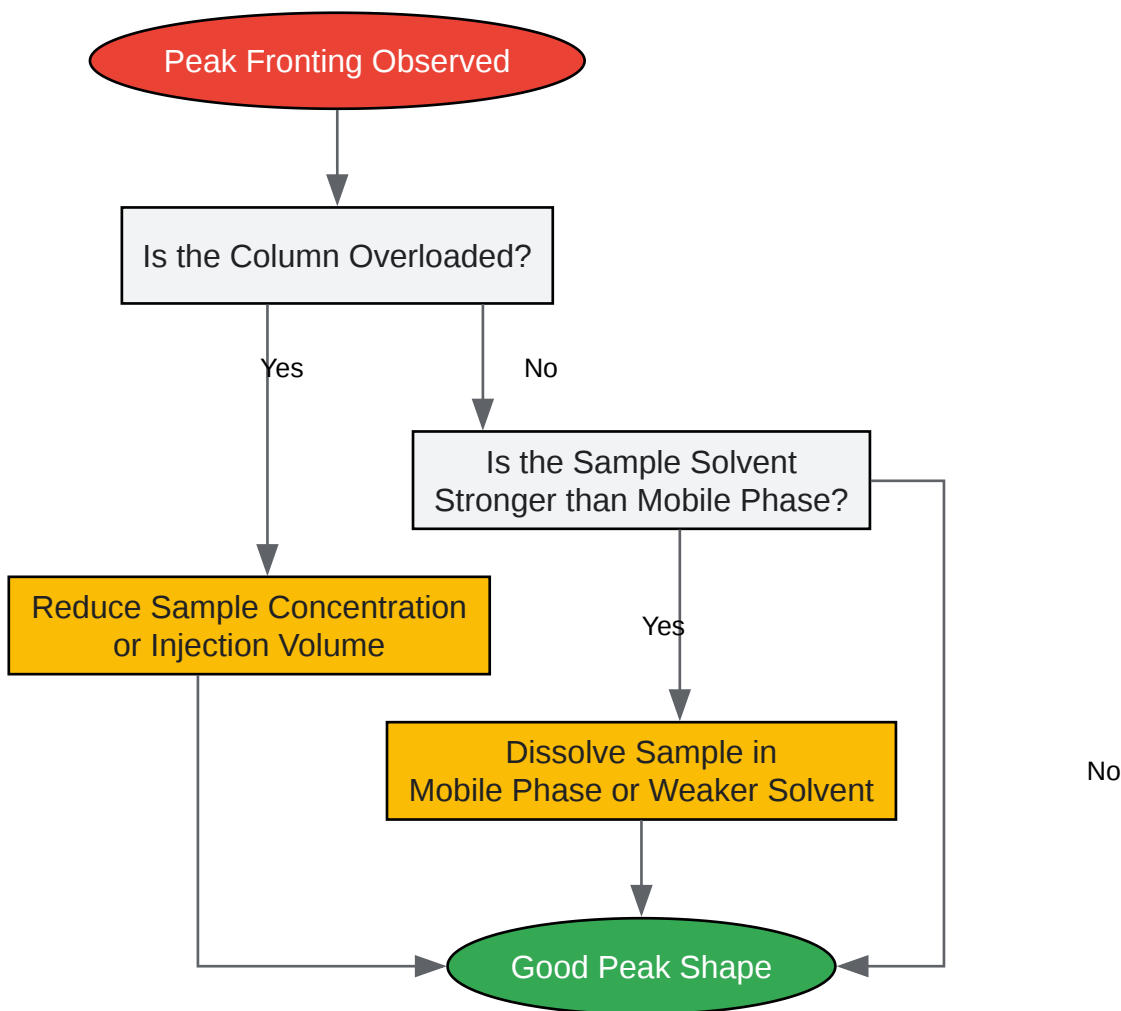 Peak Fronting Observed
Is the Column Overloaded?
Yes
No
Is the Sample Solvent
Stronger than Mobile Phase?
Reduce Sample Concentration
or Injection Volume
Yes
Dissolve Sample in
Mobile Phase or Weaker Solvent
No
Good Peak Shape